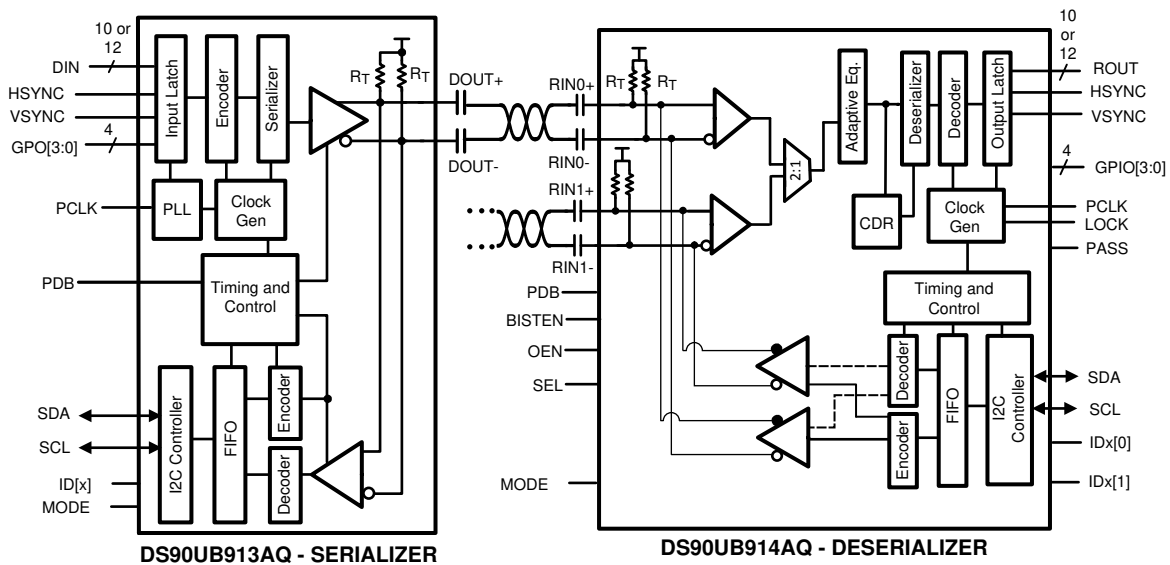 10 or
12
DIN
HSYNC
VSYNC
4
GPO[3:0]
PCLK
PDB
SDA
SCL
ID[x]
MODE
Input Latch
Encoder
Serializer
PLL
Clock
Gen
Timing and
Control
I2C Controller
FIFO
Encoder
Decoder
RT
RT
DOUT+
DOUT-
DS90UB913AQ - SERIALIZER
RIN0+
RIN0-
RIN1+
RIN1-
PDB
BISTEN
OEN
SEL
MODE
RT
RT
2:1
Adaptive Eq.
CDR
Deserializer
Decoder
Output Latch
Clock
Gen
Timing and
Control
Decoder
Encoder
FIFO
I2C
Controller
10
or
12
ROUT
HSYNC
VSYNC
4
GPIO[3:0]
PCLK
LOCK
PASS
SDA
SCL
IDx[0]
IDx[1]
DS90UB914AQ - DESERIALIZER